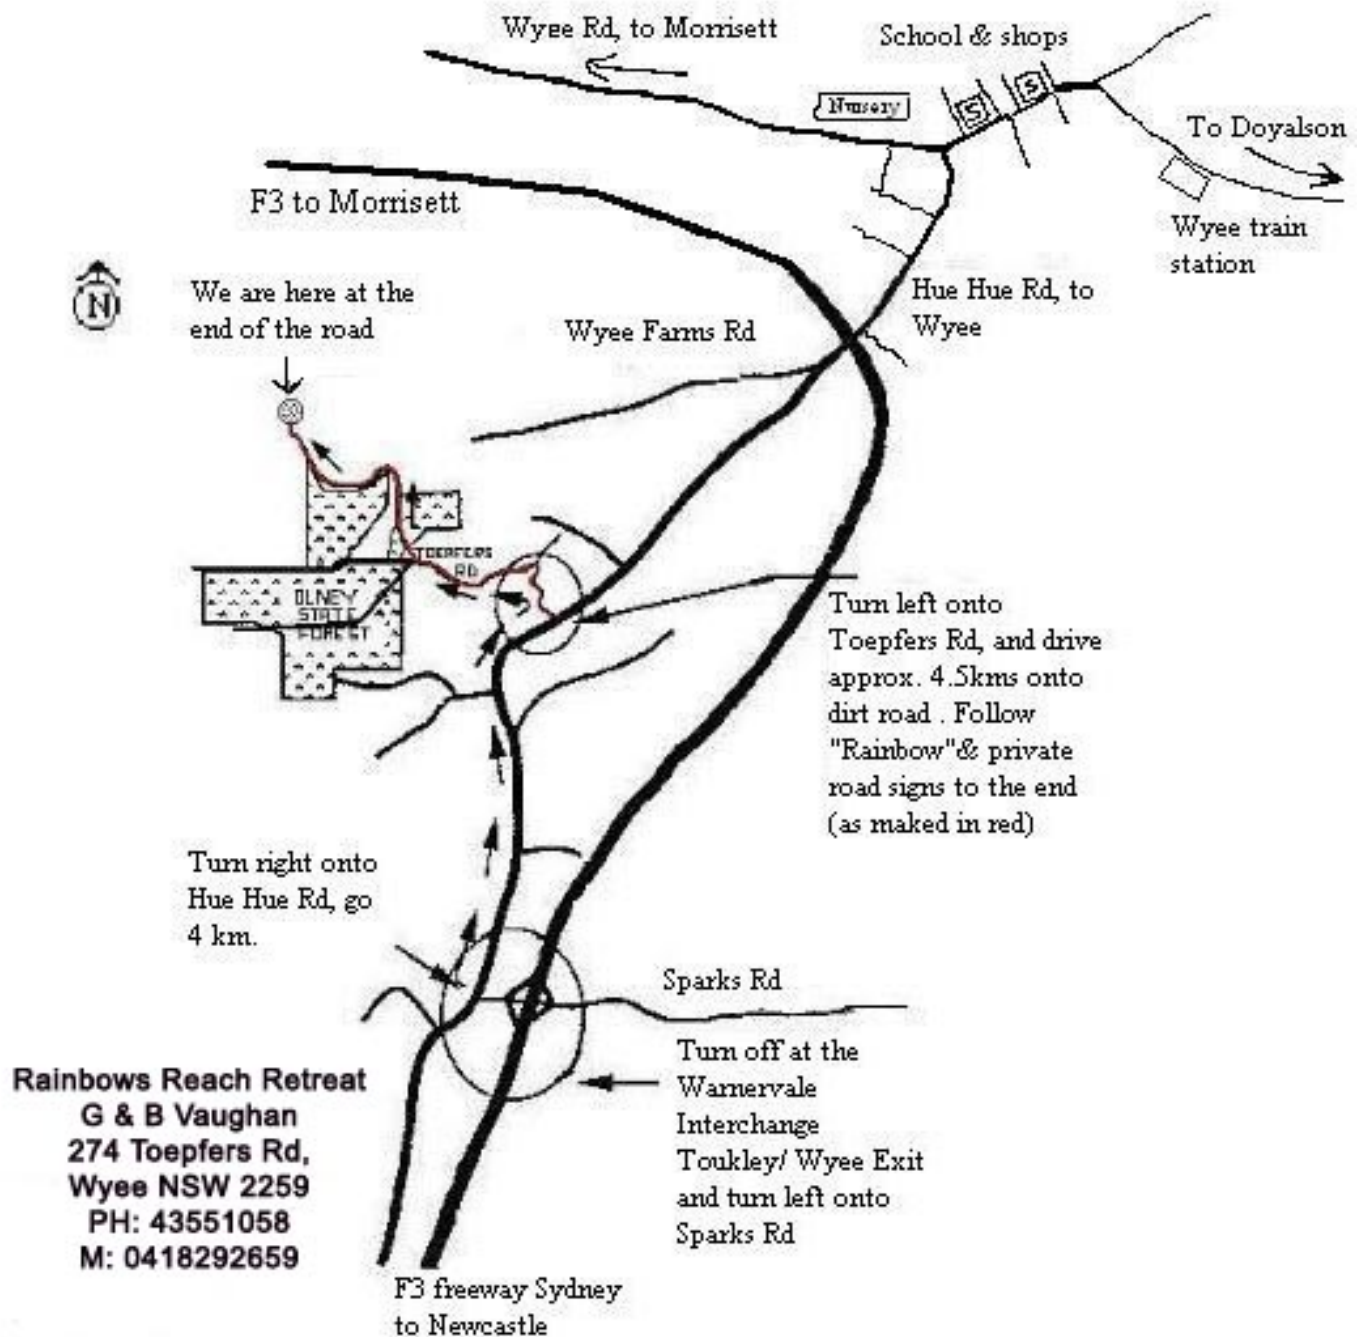 Wyee Rd, to Morrisett
School & shops
Nursery
S
S
To Doyalson
F3 to Morrisett
Wyee train
station
N
We are here at the
end of the road
Hue Hue Rd, to
Wyee
Wyee Farms Rd
TOEPFERS
RD
OLNEY
STATE
FOREST
Turn left onto
Toepfers Rd, and drive
approx. 4.5kms onto
dirt road . Follow
"Rainbow"& private
road signs to the end
(as maked in red)
Turn right onto
Hue Hue Rd, go
4 km.
Sparks Rd
Turn off at the
Warnervale
Interchange
Toukley/ Wyee Exit
and turn left onto
Sparks Rd
Rainbows Reach Retreat
G & B Vaughan
274 Toepfers Rd,
Wyee NSW 2259
PH: 43551058
M: 0418292659
F3 freeway Sydney
to Newcastle